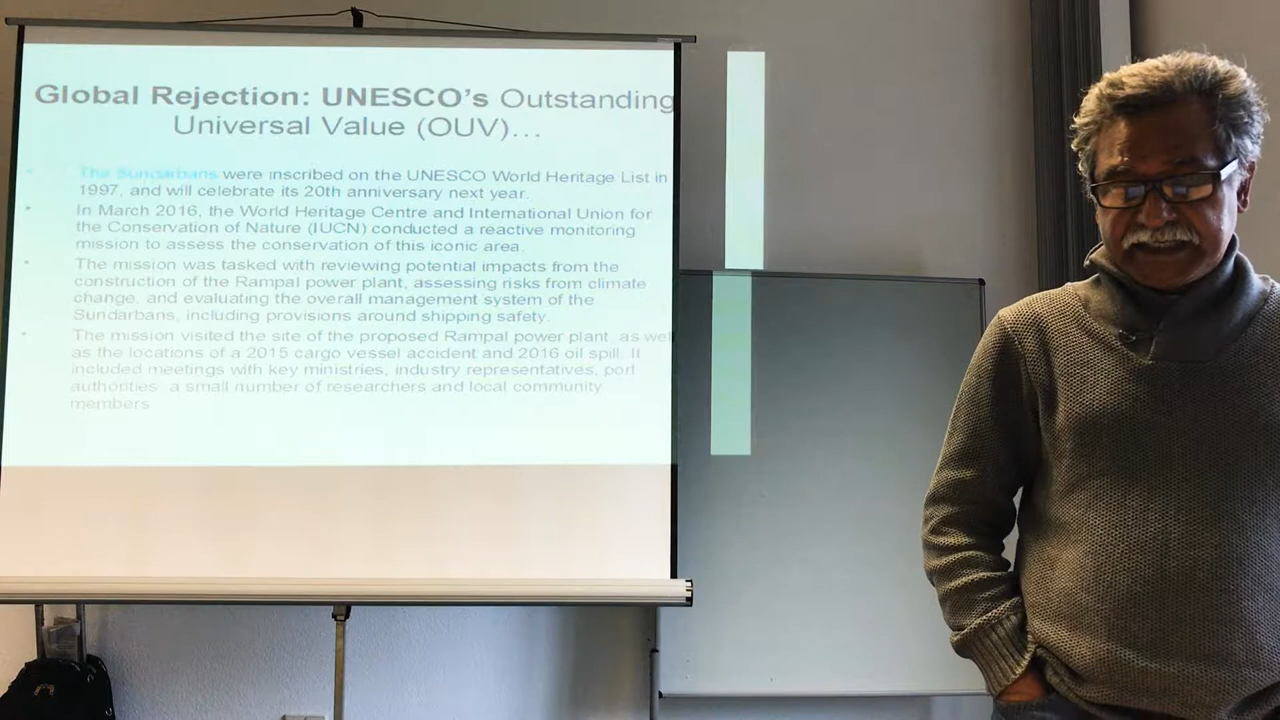 Global Rejection: UNESCO's Outstanding
Universal Value (OUV)...
The Sundarbans were inscribed on the UNESCO World Heritage List in
1997, and will celebrate its 20th anniversary next year.
In March 2016, the World Heritage Centre and International Union for
the Conservation of Nature (IUCN) conducted a reactive monitoring
mission to assess the conservation of this iconic area.
The mission was tasked with reviewing potential impacts from the
construction of the Rampal power plant, assessing risks from climate
change, and evaluating the overall management system of the
Sundarbans, including provisions around shipping safety.
The mission visited the site of the proposed Rampal power plant, as well
as the locations of a 2015 cargo vessel accident and 2016 oil spill. It
included meetings with key ministries, industry representatives, port
authorities, a small number of researchers and local community
members